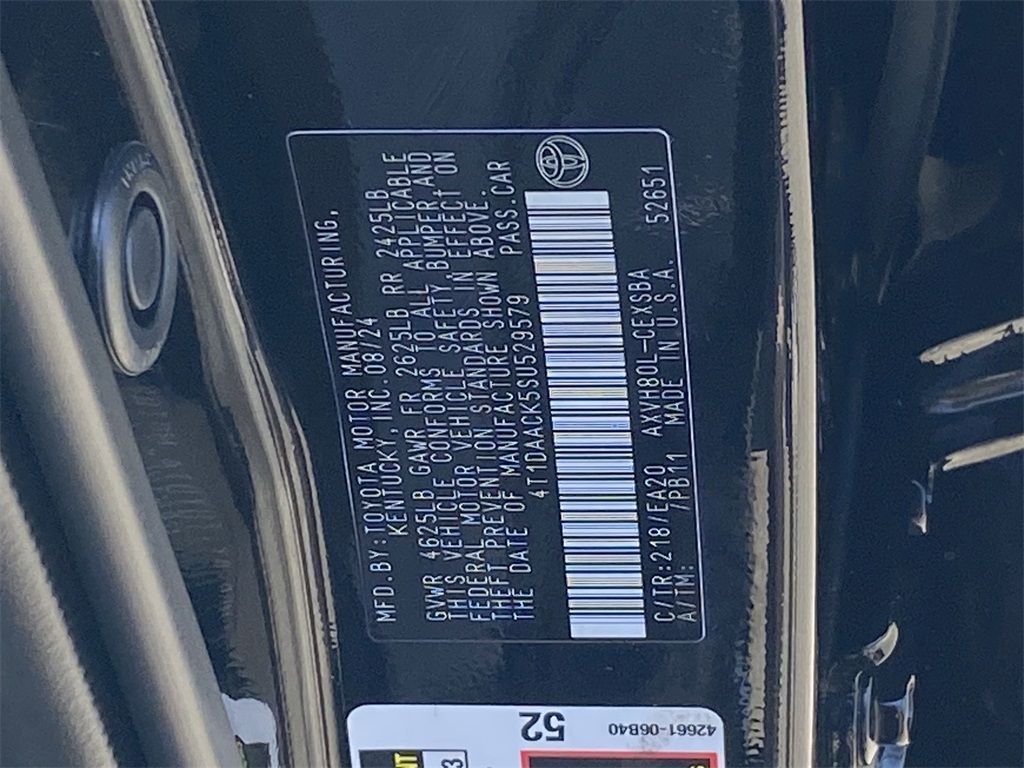 MFD.BY:TOYOTA MOTOR MANUFACTURING,
KENTUCKY, INC. 08/24
GVWR 4625LB GAWR FR 2625LB RR 2425LB
THIS VEHICLE CONFORMS TO ALL APPLICABLE
FEDERAL MOTOR VEHICLE SAFETY, BUMPER, AND
THEFT PREVENTION STANDARDS IN EFFECT ON
THE DATE OF MANUFACTURE SHOWN ABOVE.
4T1DAACK5SU529579 PASS.CAR
C/TR:218/EA20 AXVH80L-CEXSBA 52651
A/TM: /PB11 MADE IN U.S.A.
52
42661-06B40